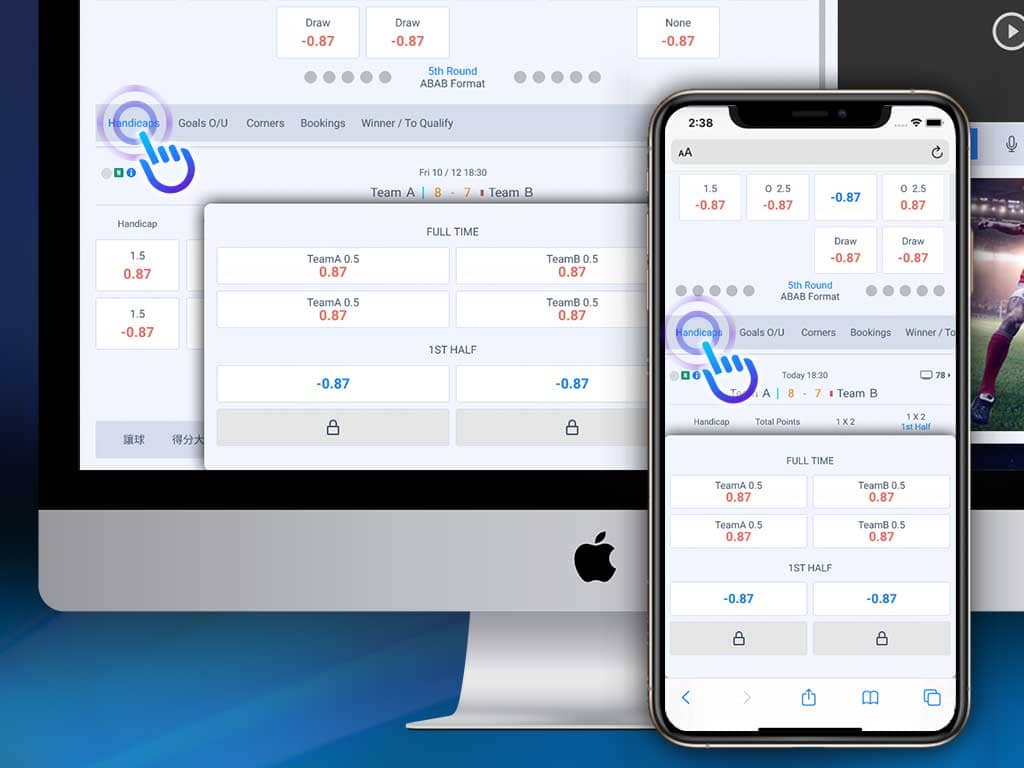 Draw Draw None
-0.87 -0.87 -0.87
5th Round
ABAB Format
Handicaps Goals O/U Corners Bookings Winner / To Qualify
Fri 10 / 12 18:30
Team A 8 - 7 Team B
Handicap
1.5
0.87
1.5
-0.87
FULL TIME
TeamA 0.5 TeamB 0.5
0.87 0.87
TeamA 0.5 TeamB 0.5
0.87 0.87
1ST HALF
-0.87 -0.87
讓球 得分大
2:38
AA
1.5 O 2.5 -0.87 O 2.5
-0.87 -0.87 0.87
Draw Draw
-0.87 -0.87
5th Round
ABAB Format
Handicaps Goals O/U Corners Bookings Winner / To
Today 18:30 78
A 8 - 7 Team B
Handicap Total Points 1 X 2 1 X 2
1st Half
FULL TIME
TeamA 0.5 TeamB 0.5
0.87 0.87
TeamA 0.5 TeamB 0.5
0.87 0.87
1ST HALF
-0.87 -0.87